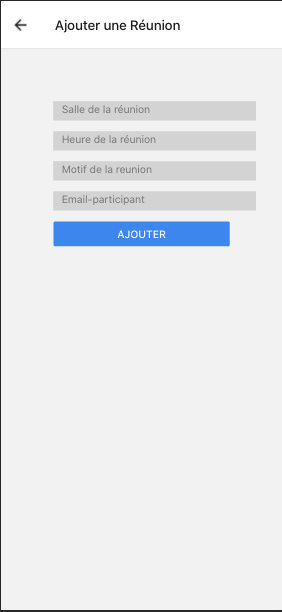 Ajouter une Réunion
Salle de la réunion
Heure de la réunion
Motif de la reunion
Email-participant
AJOUTER